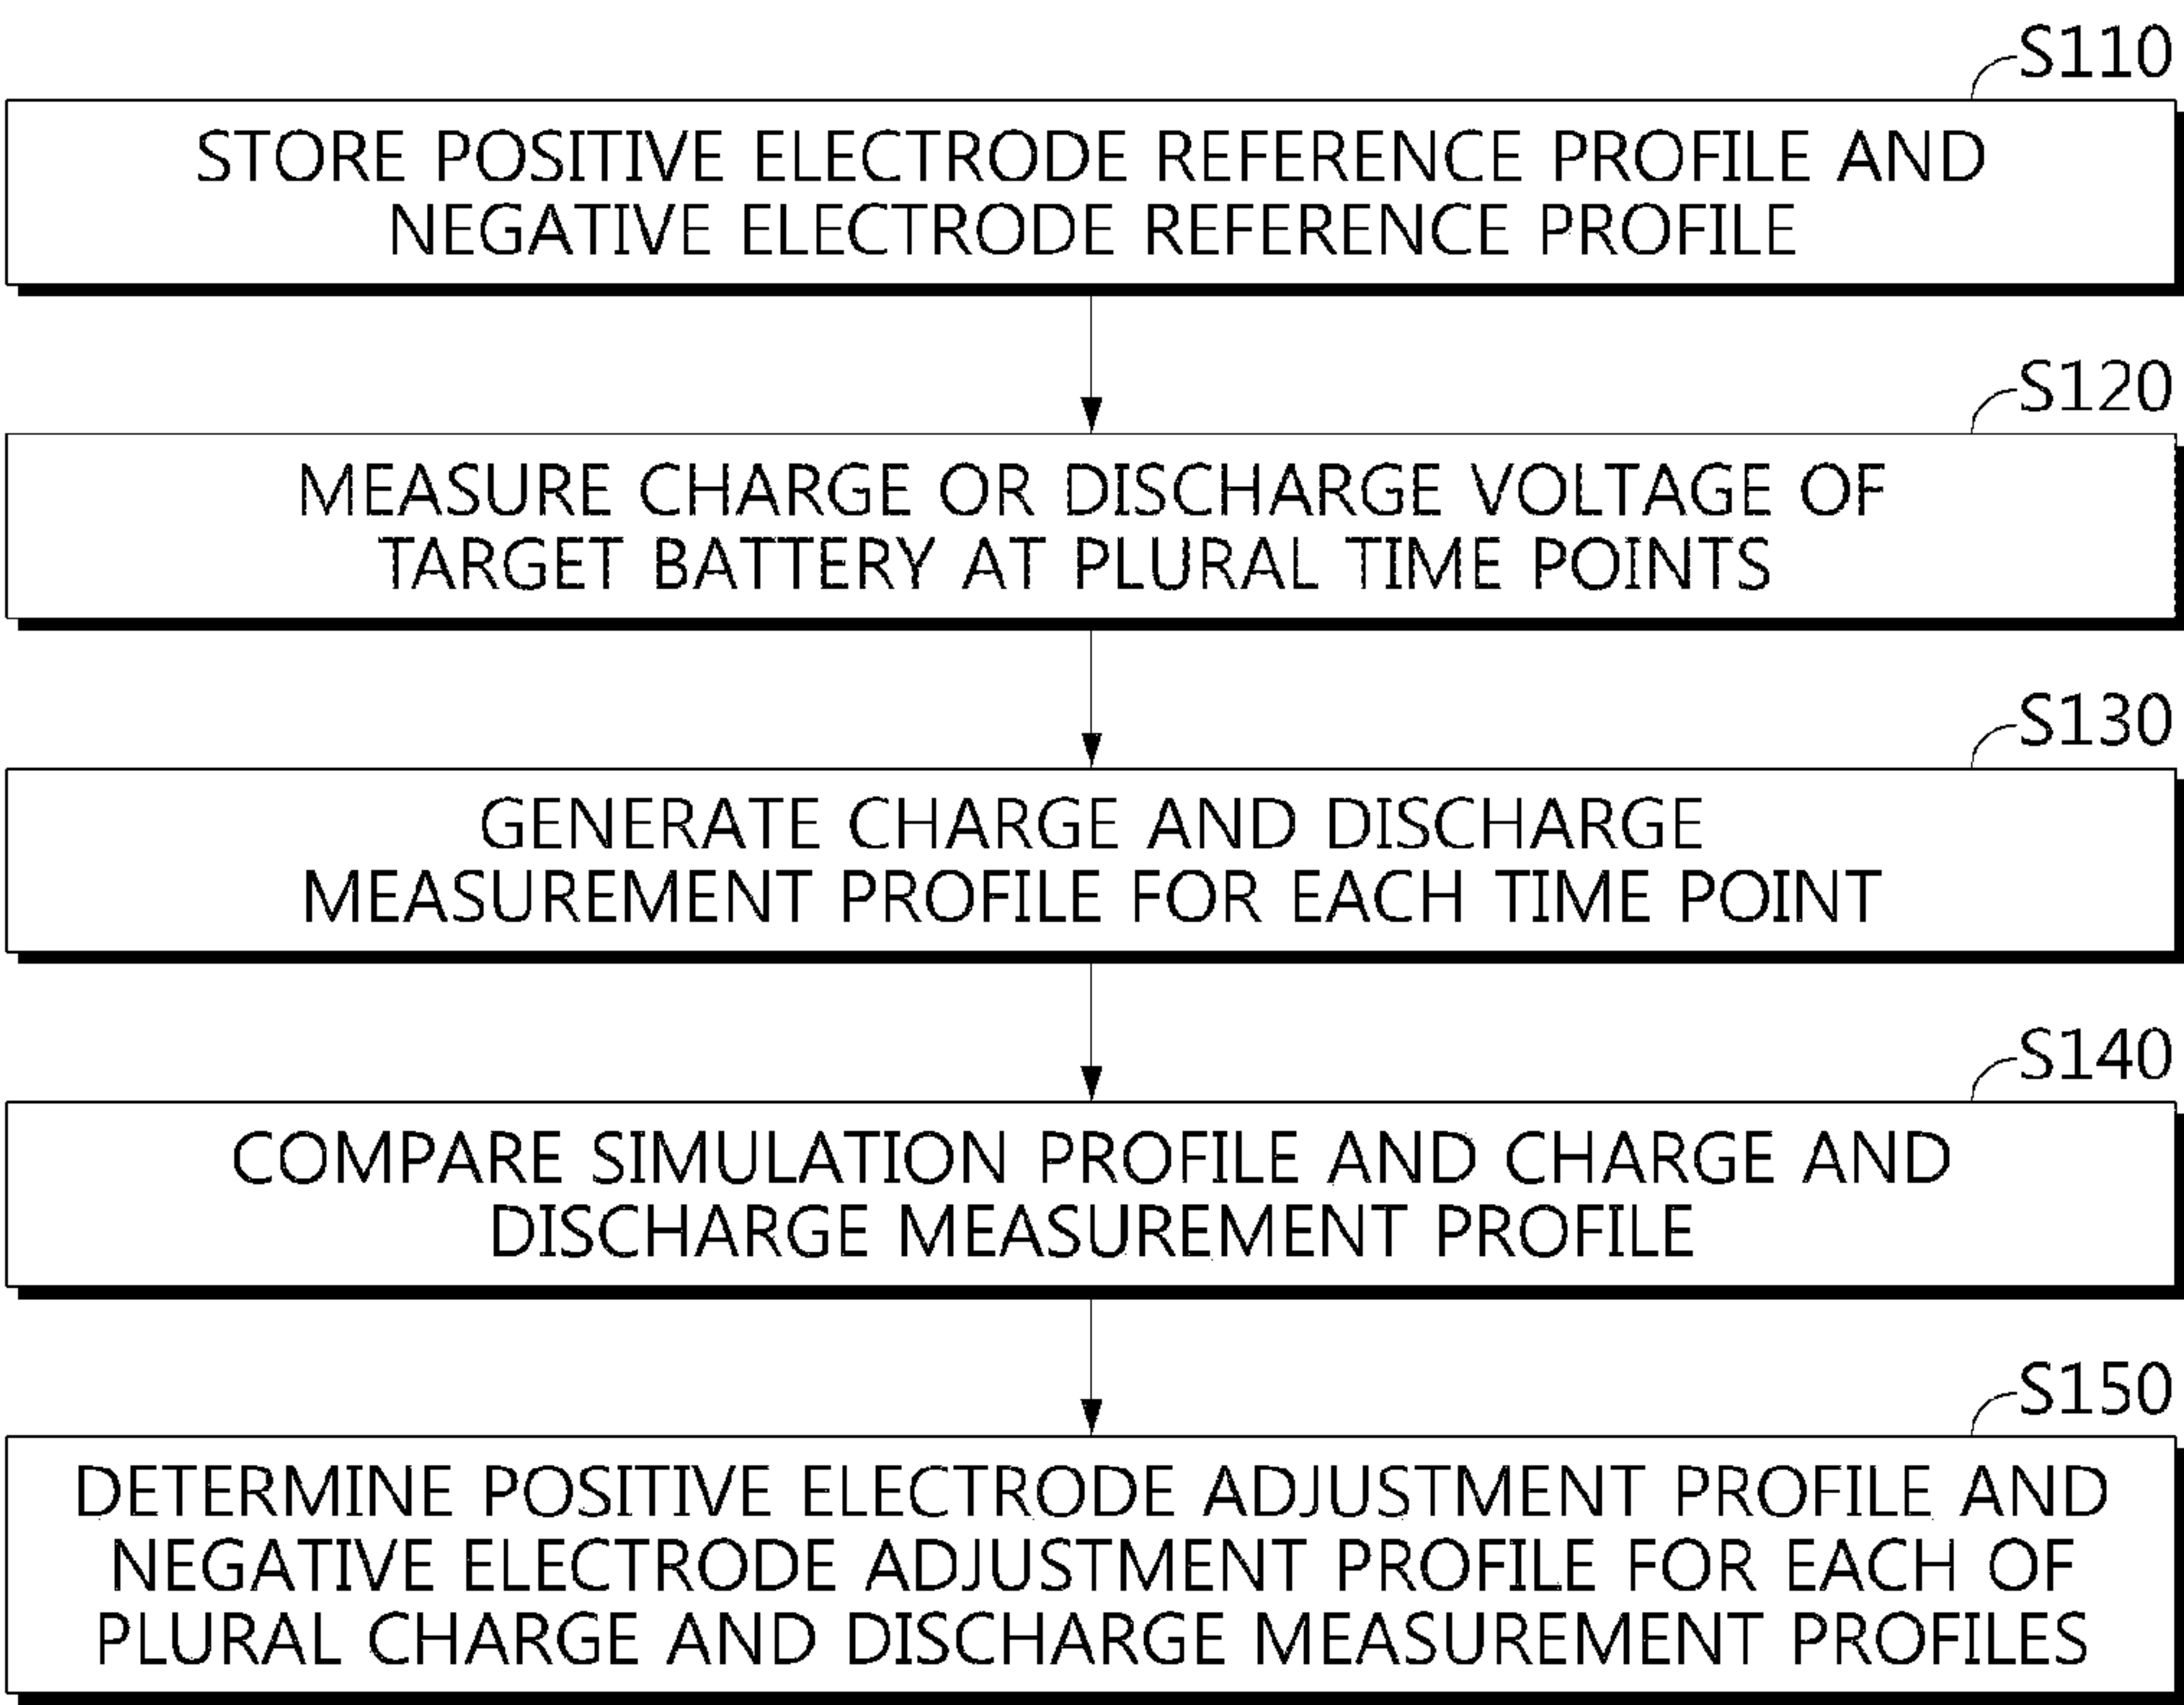 S110
STORE POSITIVE ELECTRODE REFERENCE PROFILE AND
NEGATIVE ELECTRODE REFERENCE PROFILE
S120
MEASURE CHARGE OR DISCHARGE VOLTAGE OF
TARGET BATTERY AT PLURAL TIME POINTS
S130
GENERATE CHARGE AND DISCHARGE
MEASUREMENT PROFILE FOR EACH TIME POINT
S140
COMPARE SIMULATION PROFILE AND CHARGE AND
DISCHARGE MEASUREMENT PROFILE
S150
DETERMINE POSITIVE ELECTRODE ADJUSTMENT PROFILE AND
NEGATIVE ELECTRODE ADJUSTMENT PROFILE FOR EACH OF
PLURAL CHARGE AND DISCHARGE MEASUREMENT PROFILES